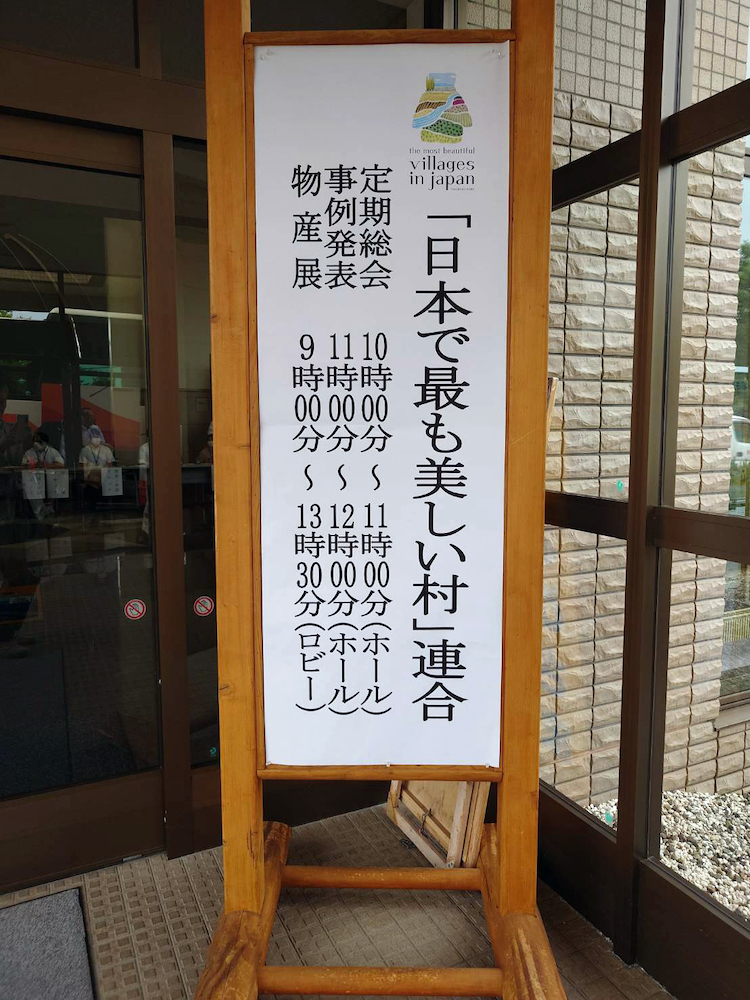 the most beautiful
villages
in japan
「日本で最も美しい村」連合
定期総会 10時00分～11時00分(ホール)
事例発表 11時00分～12時00分(ホール)
物産展 9時00分～13時30分(ロビー)